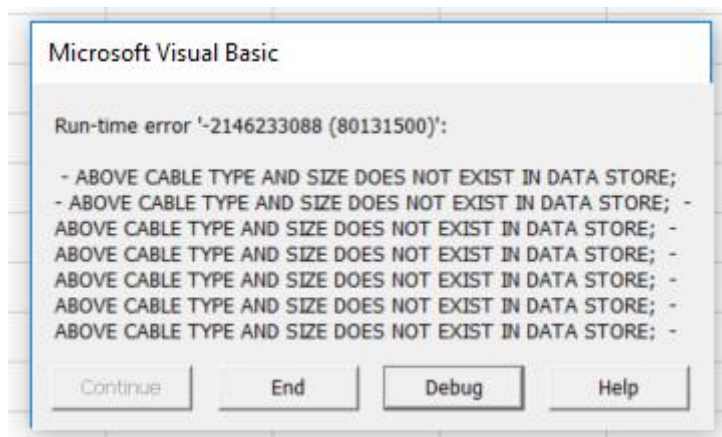 Microsoft Visual Basic
Run-time error '-2146233088 (80131500)':
- ABOVE CABLE TYPE AND SIZE DOES NOT EXIST IN DATA STORE;
- ABOVE CABLE TYPE AND SIZE DOES NOT EXIST IN DATA STORE; -
ABOVE CABLE TYPE AND SIZE DOES NOT EXIST IN DATA STORE; -
ABOVE CABLE TYPE AND SIZE DOES NOT EXIST IN DATA STORE; -
ABOVE CABLE TYPE AND SIZE DOES NOT EXIST IN DATA STORE; -
ABOVE CABLE TYPE AND SIZE DOES NOT EXIST IN DATA STORE; -
ABOVE CABLE TYPE AND SIZE DOES NOT EXIST IN DATA STORE; -
Continue End Debug Help